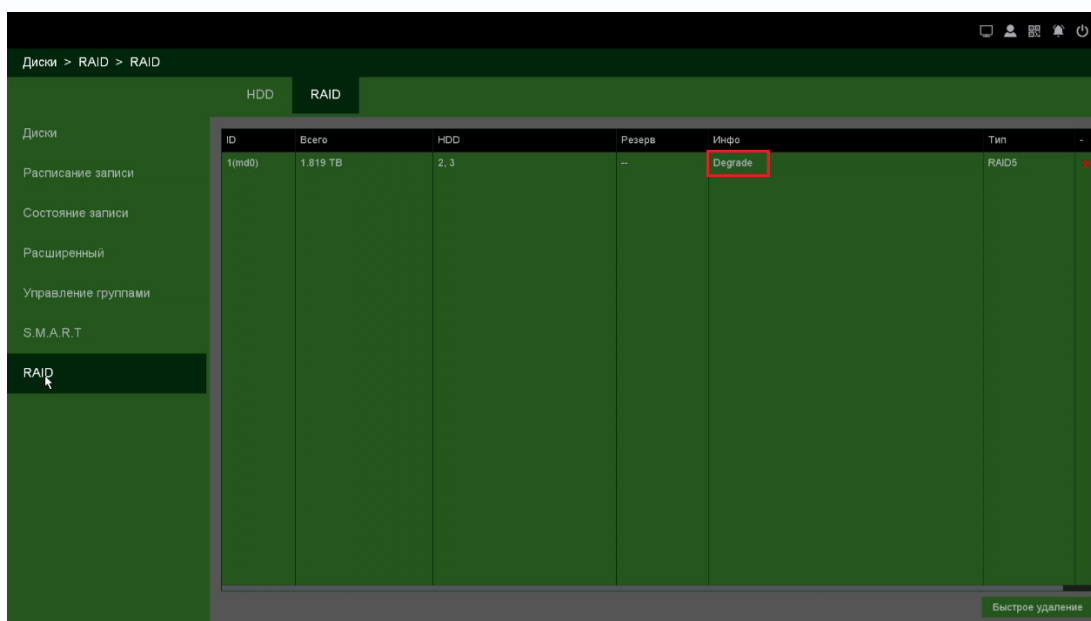 Диски > RAID > RAID
HDD RAID
Диски
Расписание записи
Состояние записи
Расширенный
Управление группами
S.M.A.R.T
RAID
ID Всего HDD Резерв Инфо Тип -
1(md0) 1.819 TB 2, 3 -- Degrade RAID5
Быстрое удаление